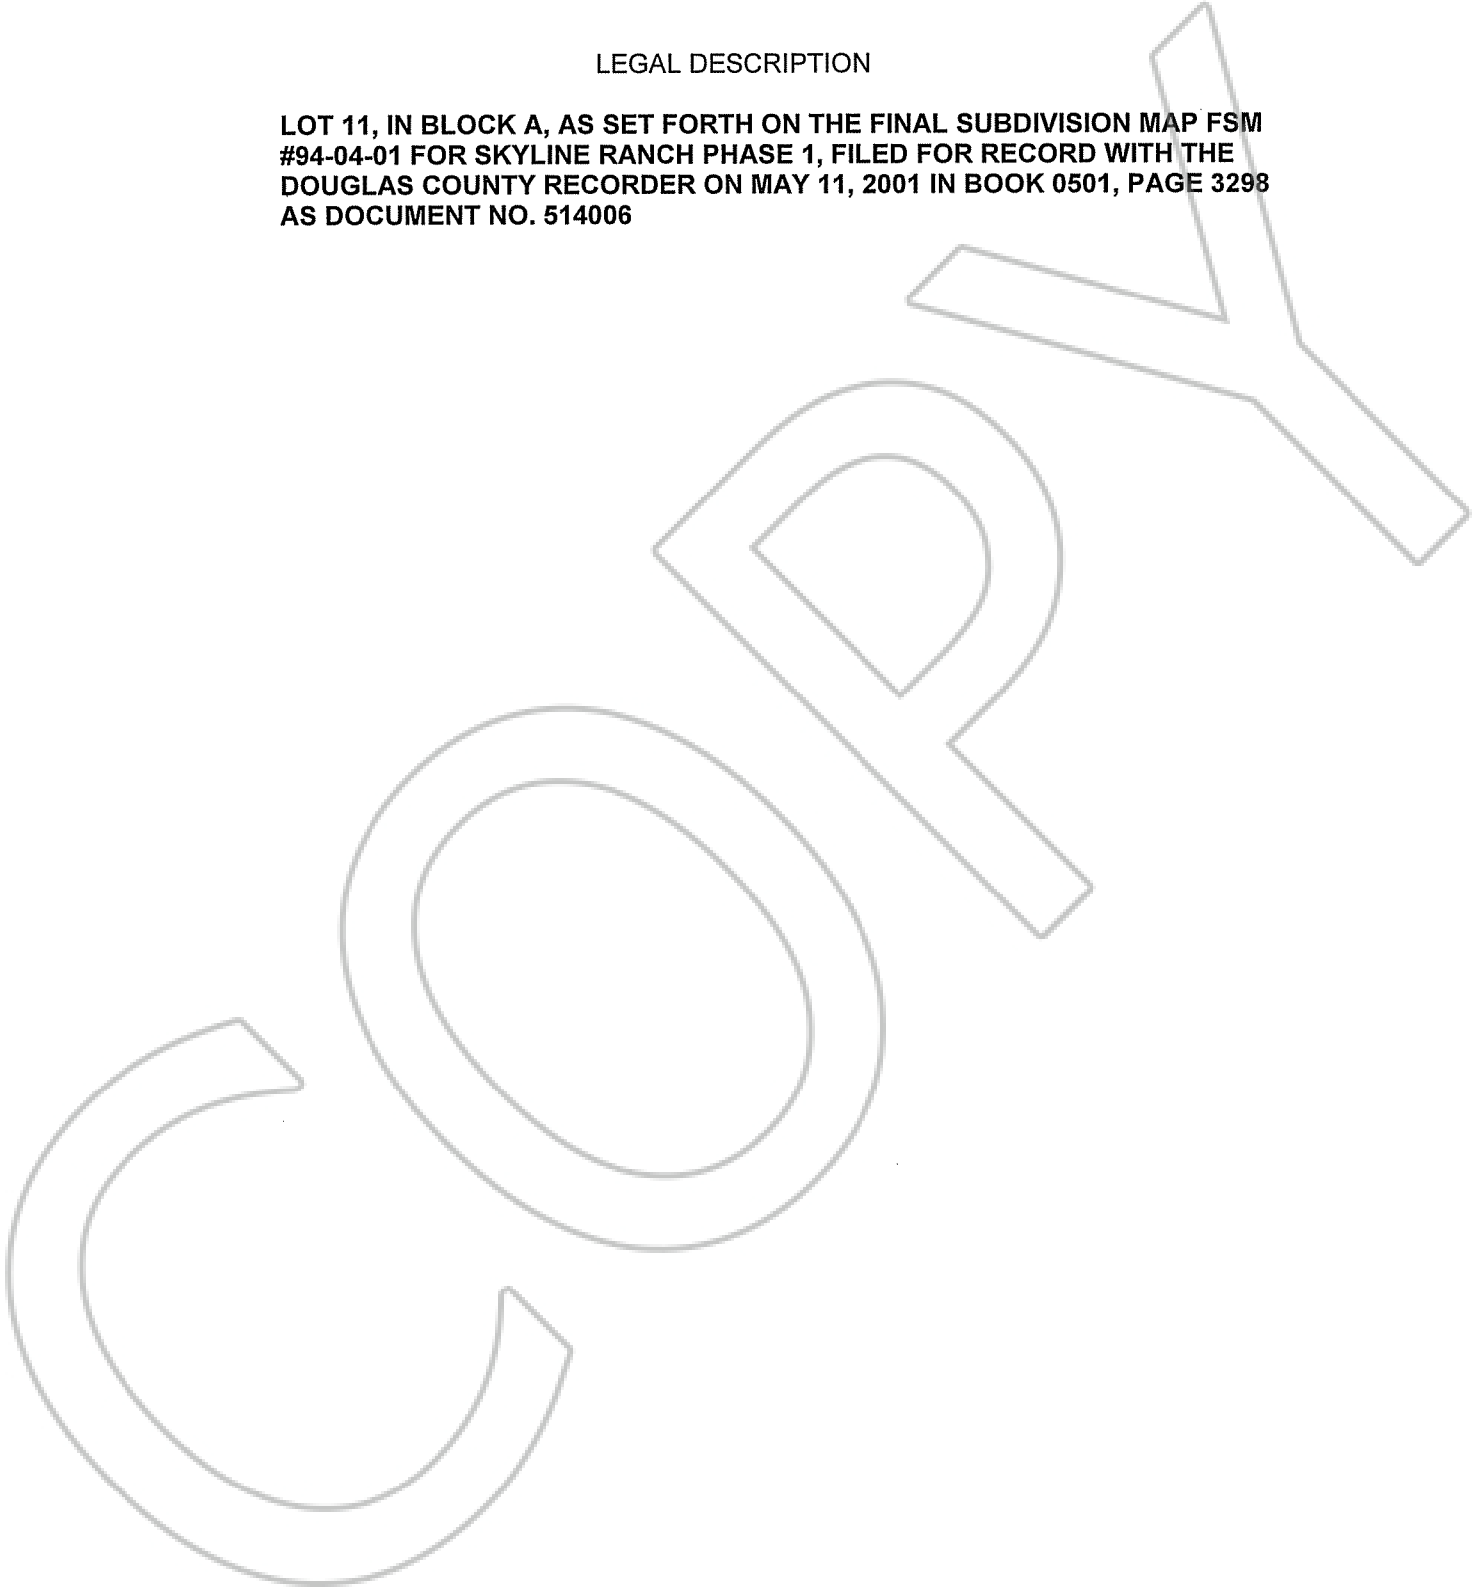 LEGAL DESCRIPTION
LOT 11, IN BLOCK A, AS SET FORTH ON THE FINAL SUBDIVISION MAP FSM
#94-04-01 FOR SKYLINE RANCH PHASE 1, FILED FOR RECORD WITH THE
DOUGLAS COUNTY RECORDER ON MAY 11, 2001 IN BOOK 0501, PAGE 3298
AS DOCUMENT NO. 514006
COPY